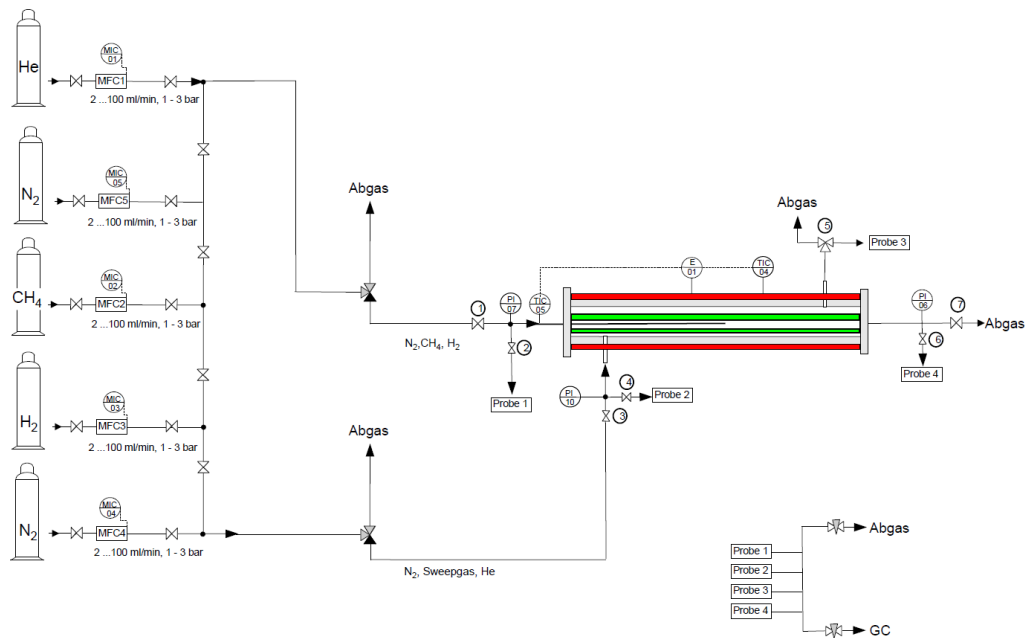 He
MIC
01
MFC1
2 ...100 ml/min, 1 - 3 bar
N2
MIC
05
MFC5
2 ...100 ml/min, 1 - 3 bar
CH4
MIC
02
MFC2
2 ...100 ml/min, 1 - 3 bar
H2
MIC
03
MFC3
2 ...100 ml/min, 1 - 3 bar
N2
MIC
04
MFC4
2 ...100 ml/min, 1 - 3 bar
Abgas
1
PI
07
TIC
05
N2,CH4, H2
2
Probe 1
E
01
TIC
04
Abgas
5
Probe 3
PI
06
7
Abgas
6
Probe 4
PI
10
4
Probe 2
3
Abgas
N2, Sweepgas, He
Abgas
Probe 1
Probe 2
Probe 3
Probe 4
GC